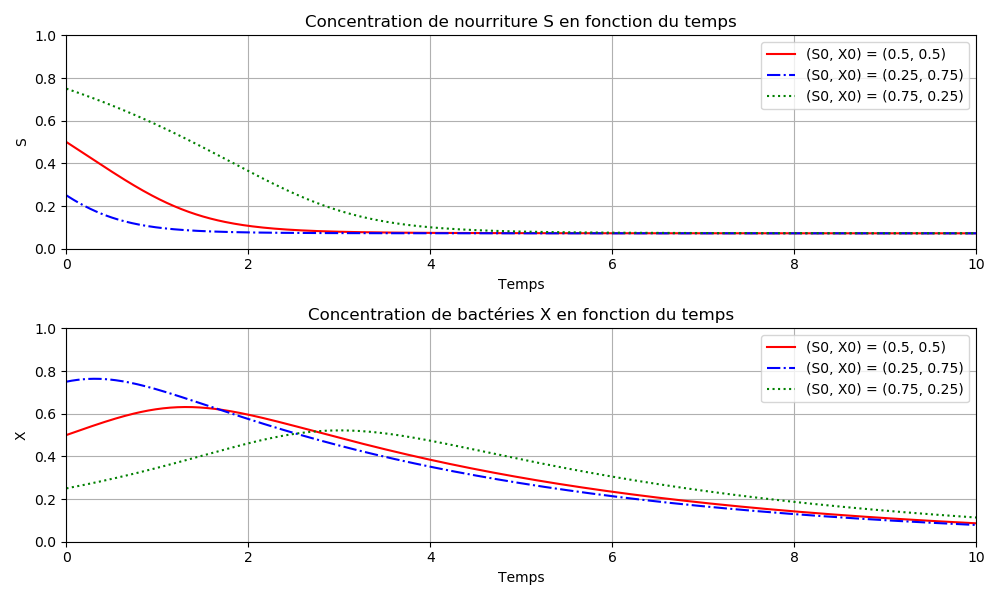 Concentration de nourriture S en fonction du temps
1.0
0.8
0.6
0.4
0.2
0.0
S
(S0, X0) = (0.5, 0.5)
(S0, X0) = (0.25, 0.75)
(S0, X0) = (0.75, 0.25)
0 2 4 6 8 10
Temps
Concentration de bactéries X en fonction du temps
1.0
0.8
0.6
0.4
0.2
0.0
X
(S0, X0) = (0.5, 0.5)
(S0, X0) = (0.25, 0.75)
(S0, X0) = (0.75, 0.25)
0 2 4 6 8 10
Temps